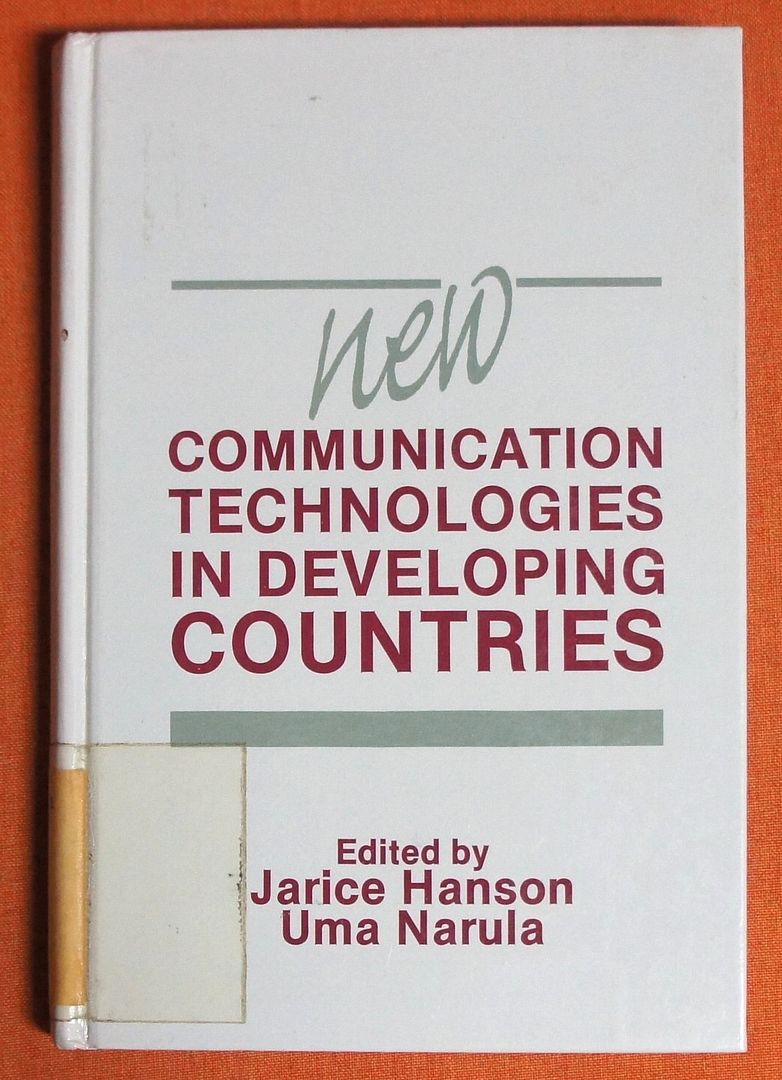 new
COMMUNICATION
TECHNOLOGIES
IN DEVELOPING
COUNTRIES
Edited by
Jarice Hanson
Uma Narula